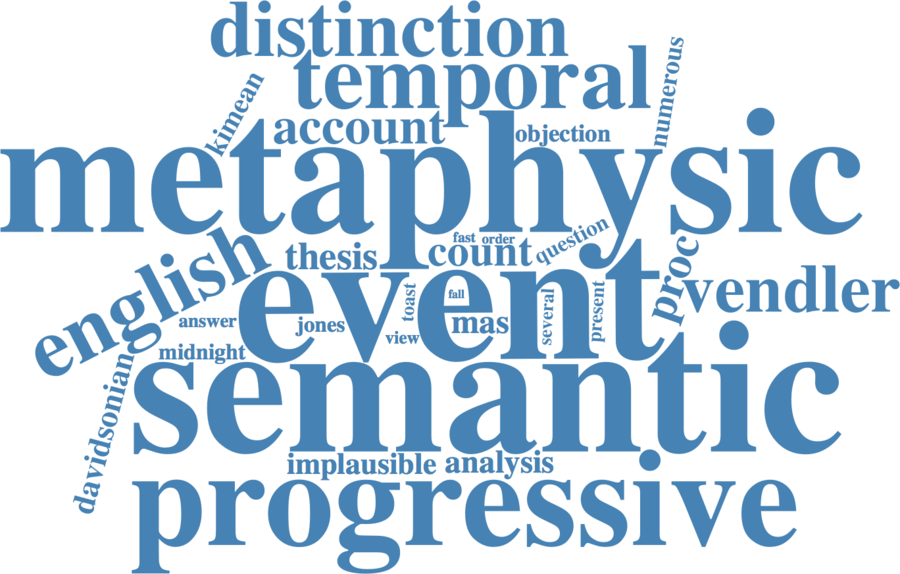 distinction
temporal
numerous
kimean
account
objection
metaphysic
fast
order
question
thesis
count
english
event
proc
vendler
toast
fall
several
present
answer
jones
view
mas
midnight
semantic
davidsonian
implausible
analysis
progressive